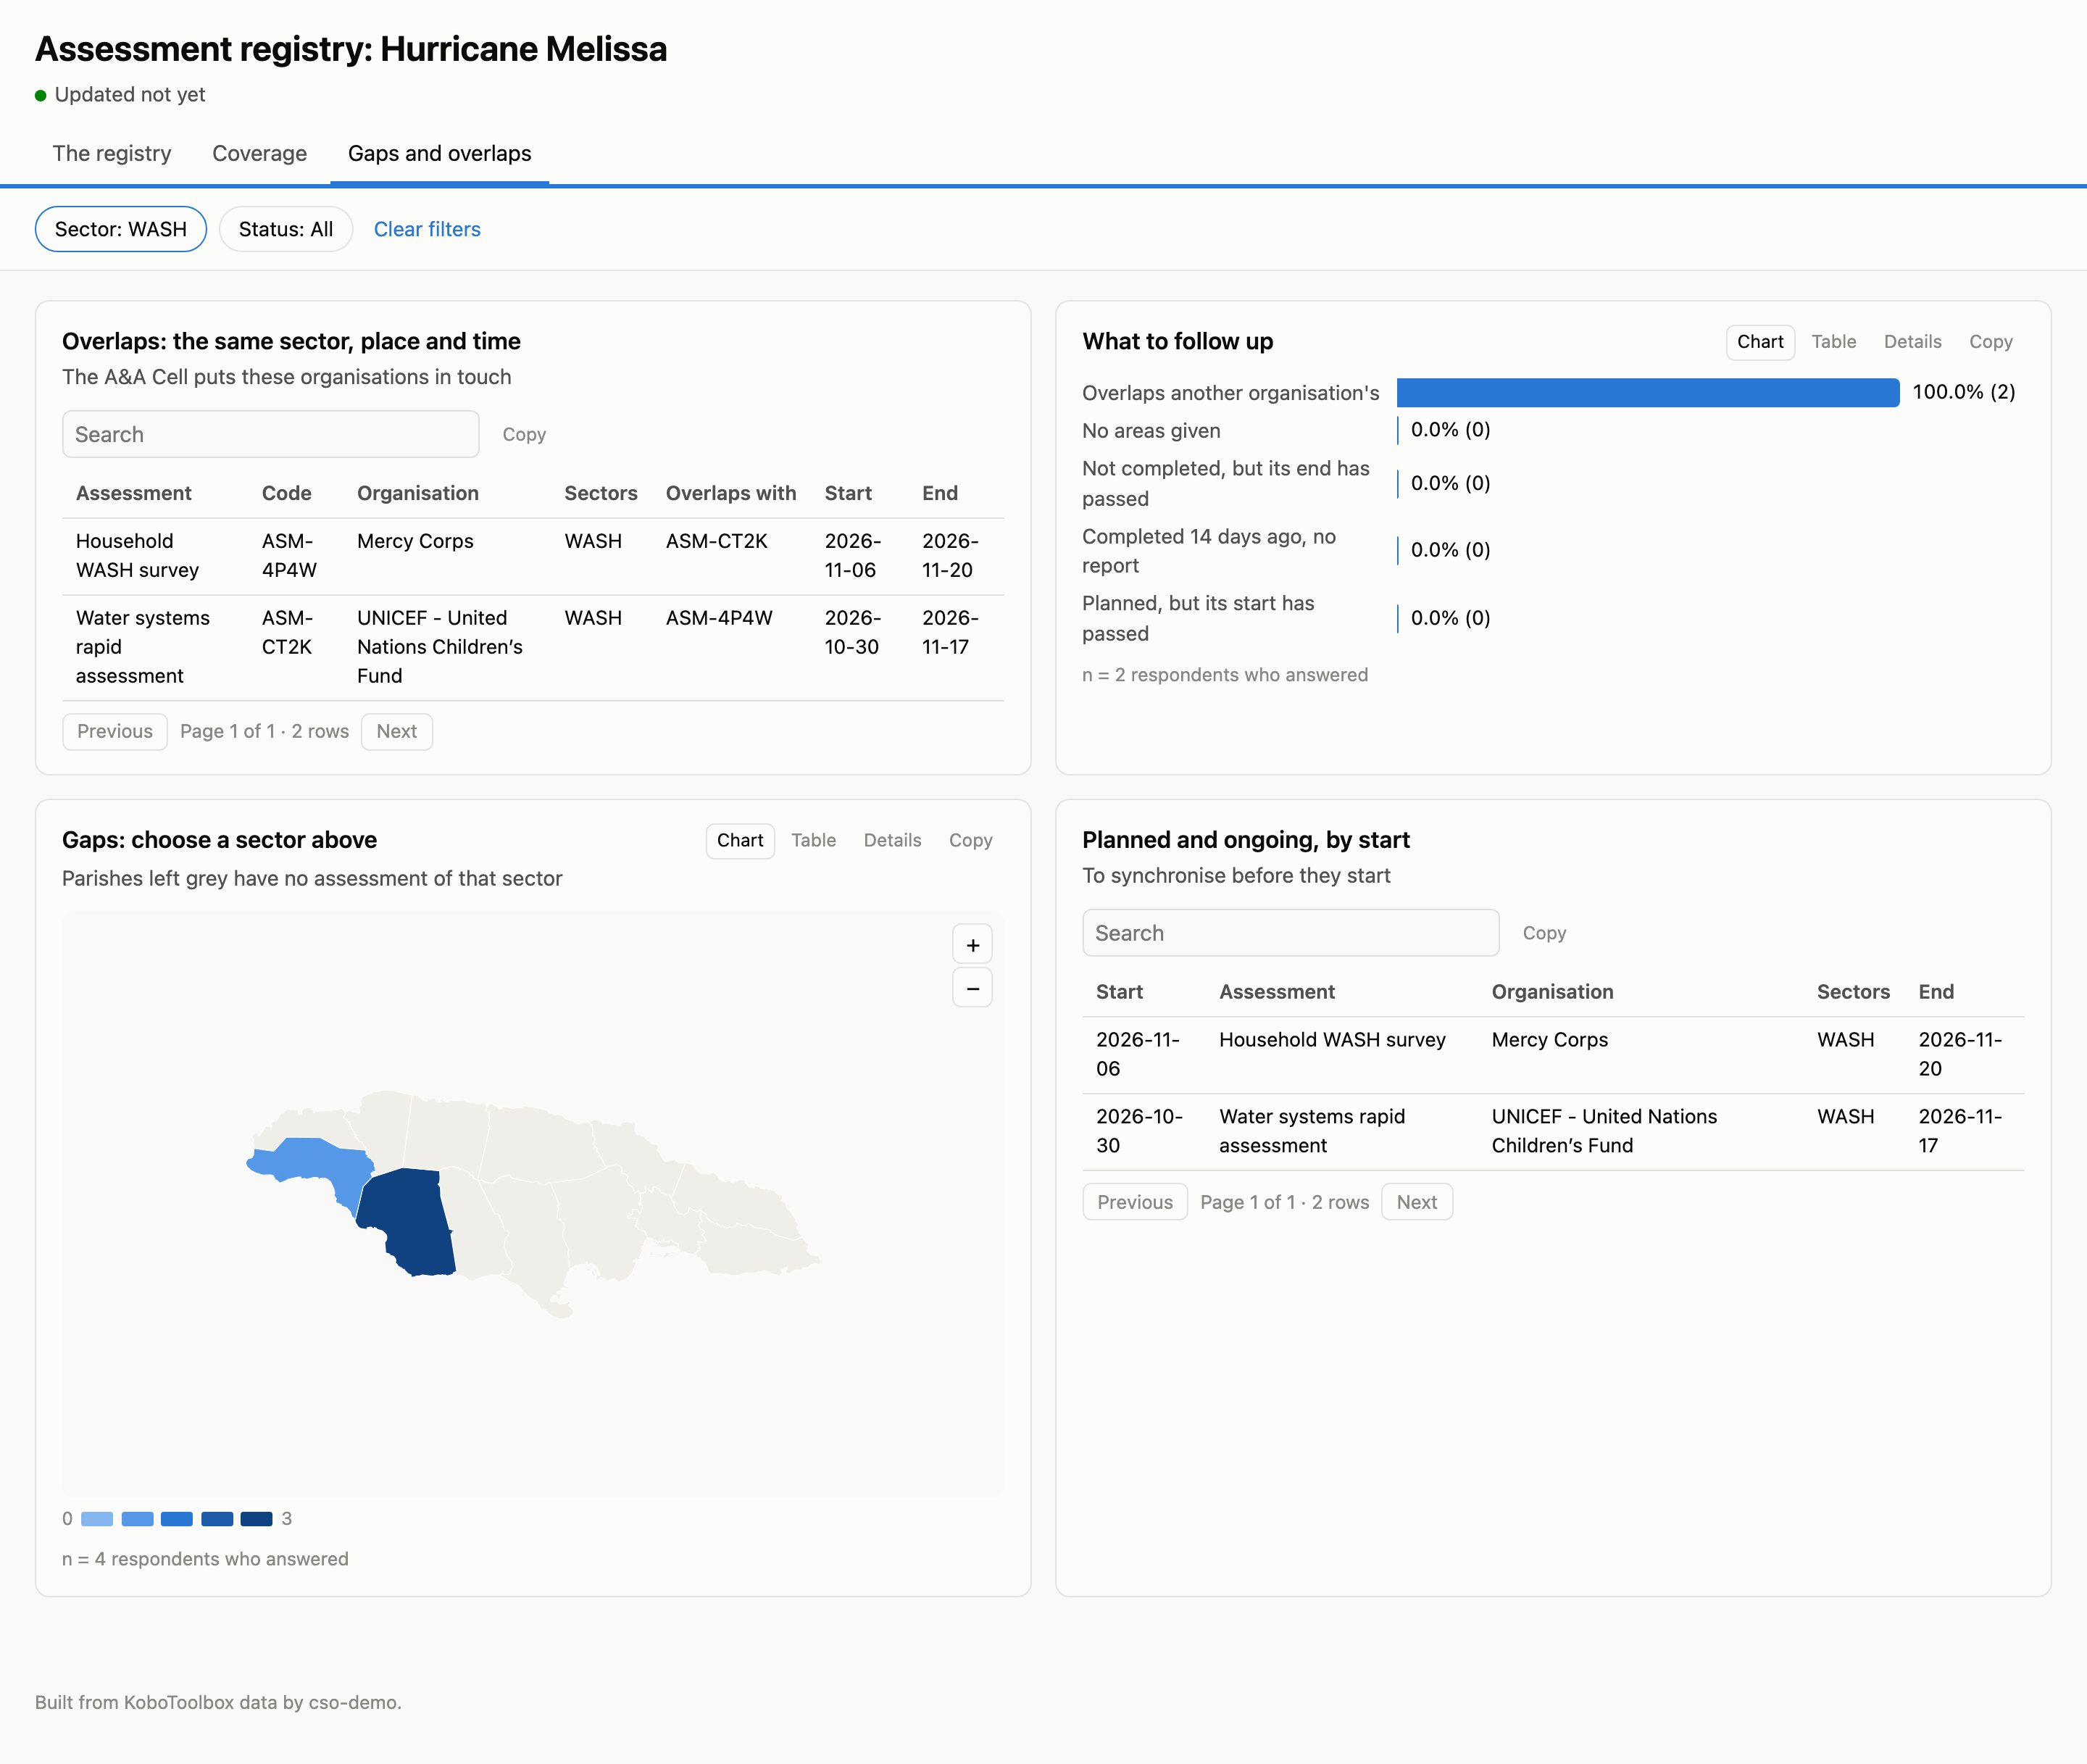 Assessment registry: Hurricane Melissa
Updated not yet
The registry Coverage Gaps and overlaps
Sector: WASH Status: All Clear filters
Overlaps: the same sector, place and time
The A&A Cell puts these organisations in touch
Search Copy
Assessment Code Organisation Sectors Overlaps with Start End
Household ASM- Mercy Corps WASH ASM-CT2K 2026- 2026-
WASH survey 4P4W 11-06 11-20
Water systems ASM- UNICEF - United WASH ASM-4P4W 2026- 2026-
rapid CT2K Nations Children’s 10-30 11-17
assessment Fund
Previous Page 1 of 1 · 2 rows Next
What to follow up Chart Table Details Copy
Overlaps another organisation's 100.0% (2)
No areas given 0.0% (0)
Not completed, but its end has
passed 0.0% (0)
Completed 14 days ago, no
report 0.0% (0)
Planned, but its start has
passed 0.0% (0)
n = 2 respondents who answered
Gaps: choose a sector above Chart Table Details Copy
Parishes left grey have no assessment of that sector
+
−
0 3
n = 4 respondents who answered
Planned and ongoing, by start
To synchronise before they start
Search Copy
Start Assessment Organisation Sectors End
2026-11- Household WASH survey Mercy Corps WASH 2026-11-
06 20
2026-10- Water systems rapid UNICEF - United Nations WASH 2026-11-
30 assessment Children’s Fund 17
Previous Page 1 of 1 · 2 rows Next
Built from KoboToolbox data by cso-demo.